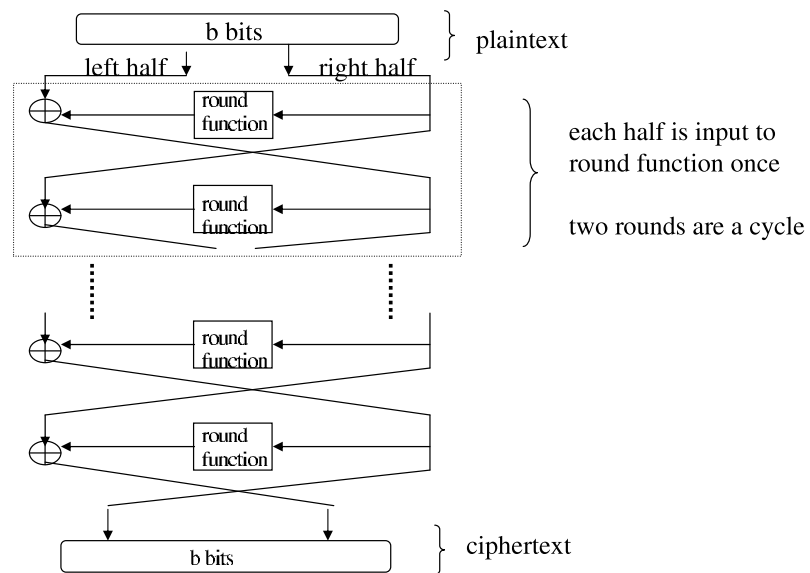 b bits
plaintext
left half
right half
round
function
each half is input to
round function once
round
function
two rounds are a cycle
round
function
round
function
b bits
ciphertext